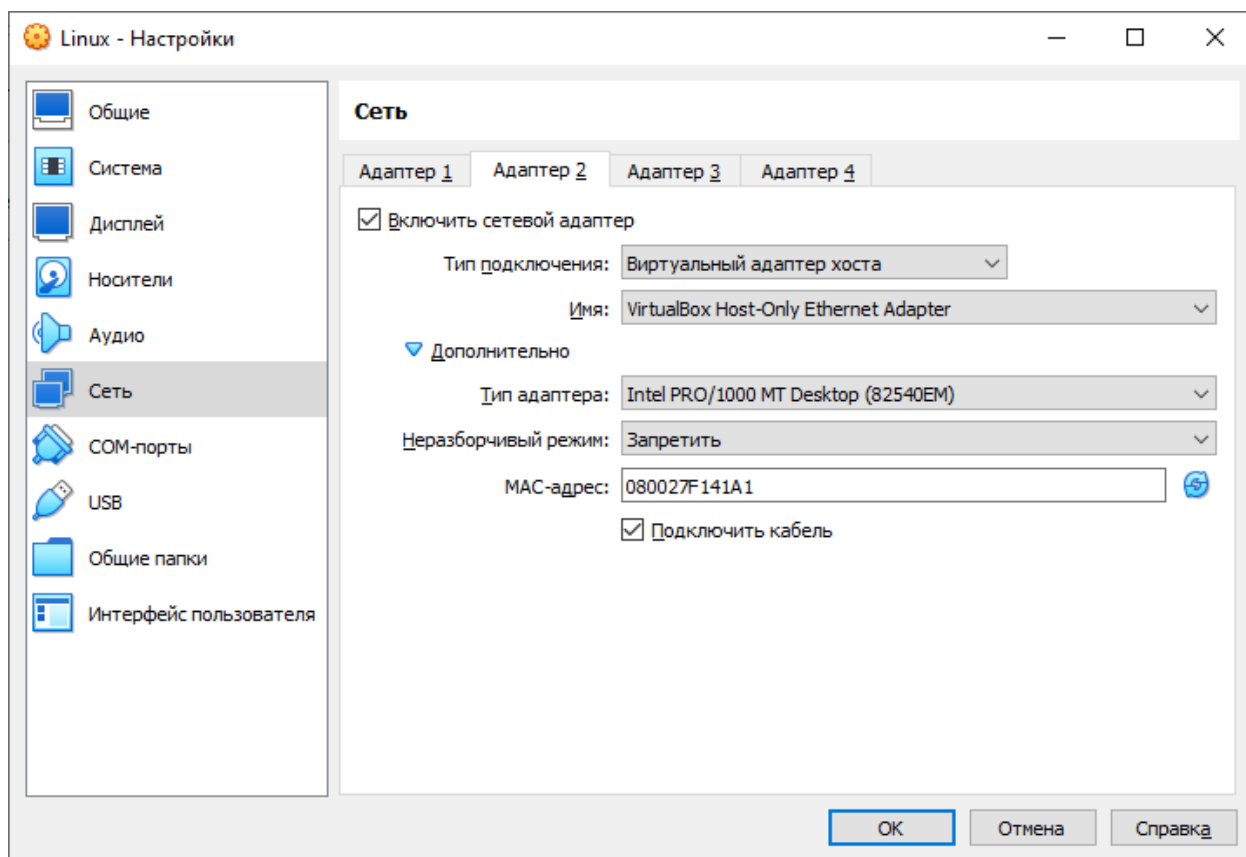 Linux - Настройки
Общие
Система
Дисплей
Носители
Аудио
Сеть
COM-порты
USB
Общие папки
Интерфейс пользователя
Сеть
Адаптер 1 Адаптер 2 Адаптер 3 Адаптер 4
Включить сетевой адаптер
Тип подключения: Виртуальный адаптер хоста
Имя: VirtualBox Host-Only Ethernet Adapter
Дополнительно
Тип адаптера: Intel PRO/1000 MT Desktop (82540EM)
Неразборчивый режим: Запретить
MAC-адрес: 080027F141A1
Подключить кабель
OK Отмена Справка